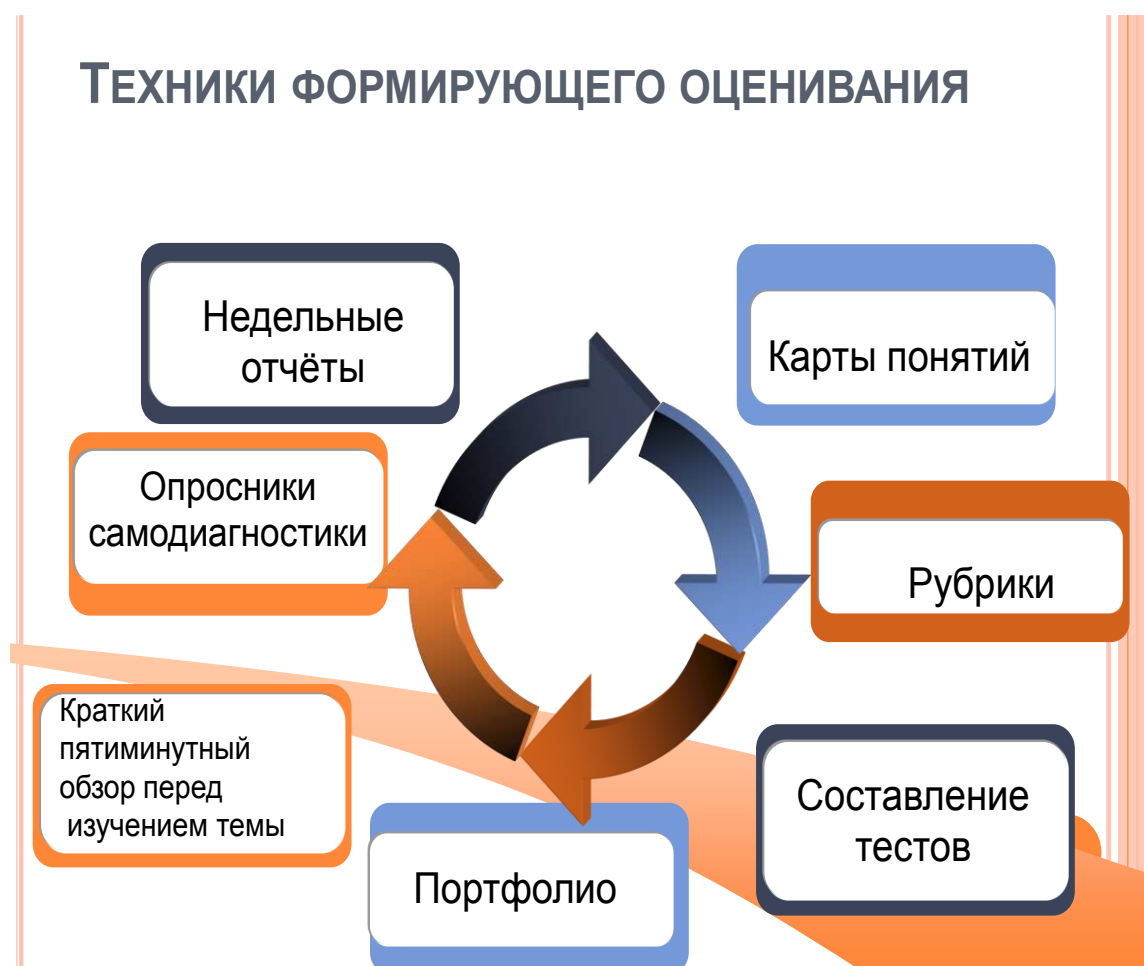 Техники формирующего оценивания
Недельные
отчёты
Карты понятий
Опросники
самодиагностики
Рубрики
Краткий
пятиминутный
обзор перед
изучением темы
Составление
тестов
Портфолио